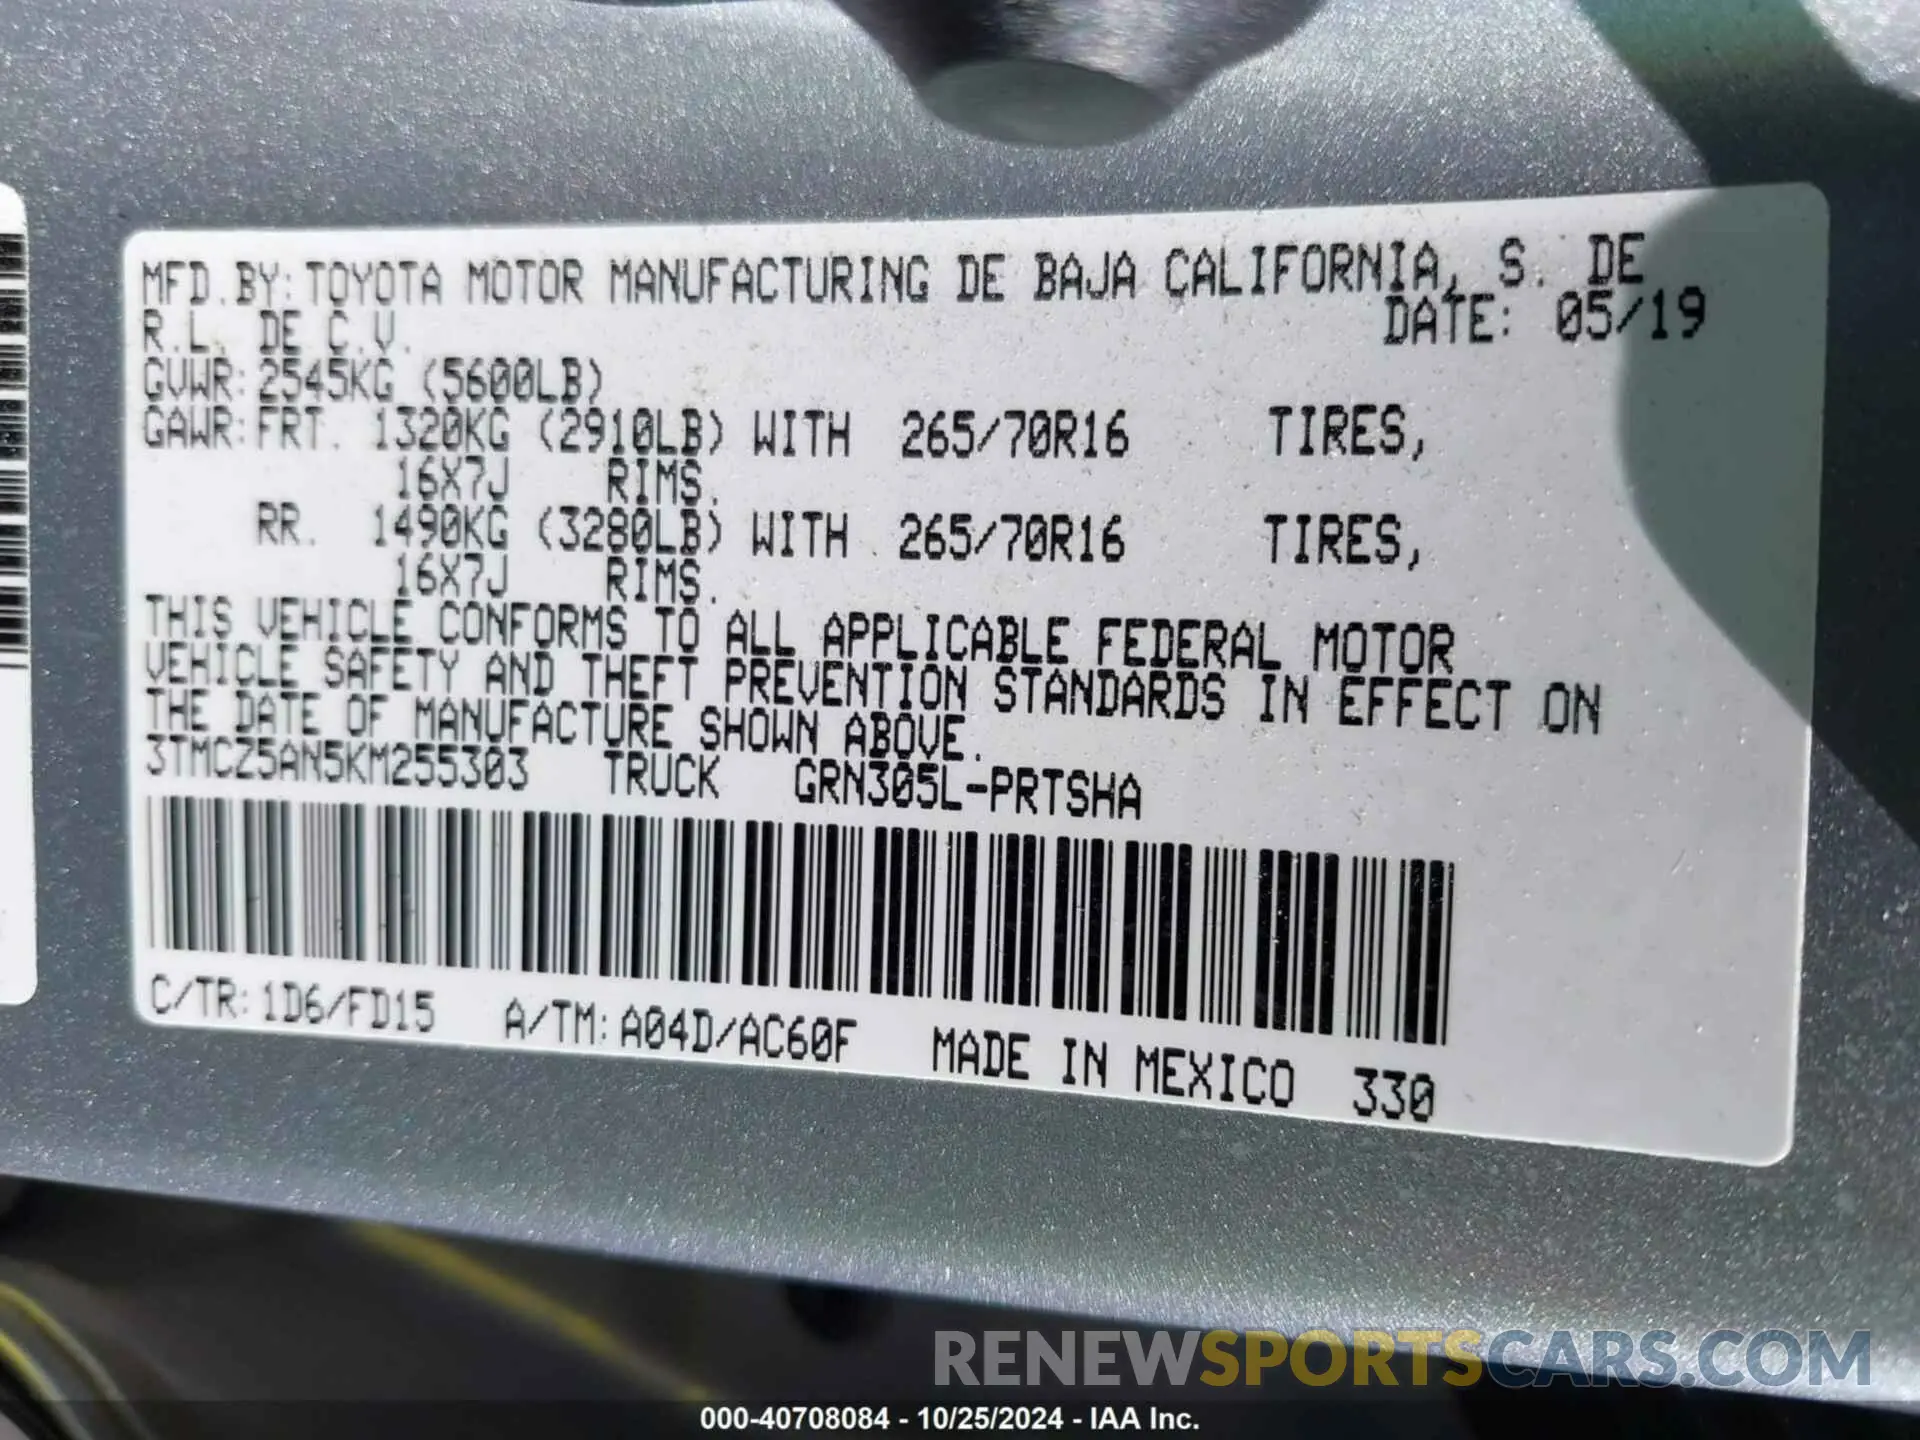 MFD.BY:TOYOTA MOTOR MANUFACTURING DE BAJA CALIFORNIA, S. DE
R.L. DE C.V. DATE: 05/19
GVWR:2545KG (5600LB)
GAWR:FRT. 1320KG (2910LB) WITH 265/70R16 TIRES,
16X7J RIMS.
RR. 1490KG (3280LB) WITH 265/70R16 TIRES,
16X7J RIMS.
THIS VEHICLE CONFORMS TO ALL APPLICABLE FEDERAL MOTOR
VEHICLE SAFETY AND THEFT PREVENTION STANDARDS IN EFFECT ON
THE DATE OF MANUFACTURE SHOWN ABOVE.
3TMCZ5AN5KM255303 TRUCK GRN305L-PRTSHA
C/TR:1D6/FD15 A/TM:A04D/AC60F MADE IN MEXICO 330
RENEWSPORTSCARS.COM
000-40708084 - 10/25/2024 - IAA Inc.